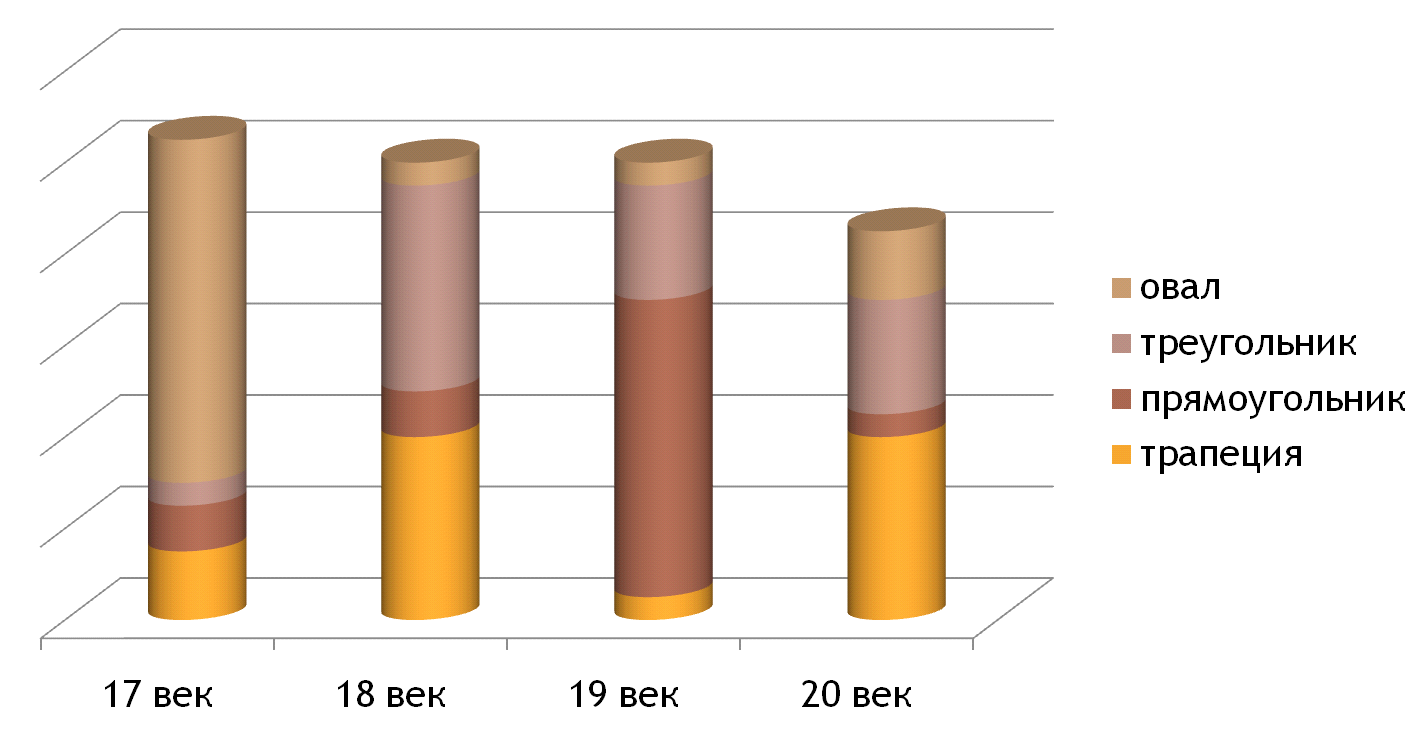 овал
треугольник
прямоугольник
трапеция
17 век
18 век
19 век
20 век